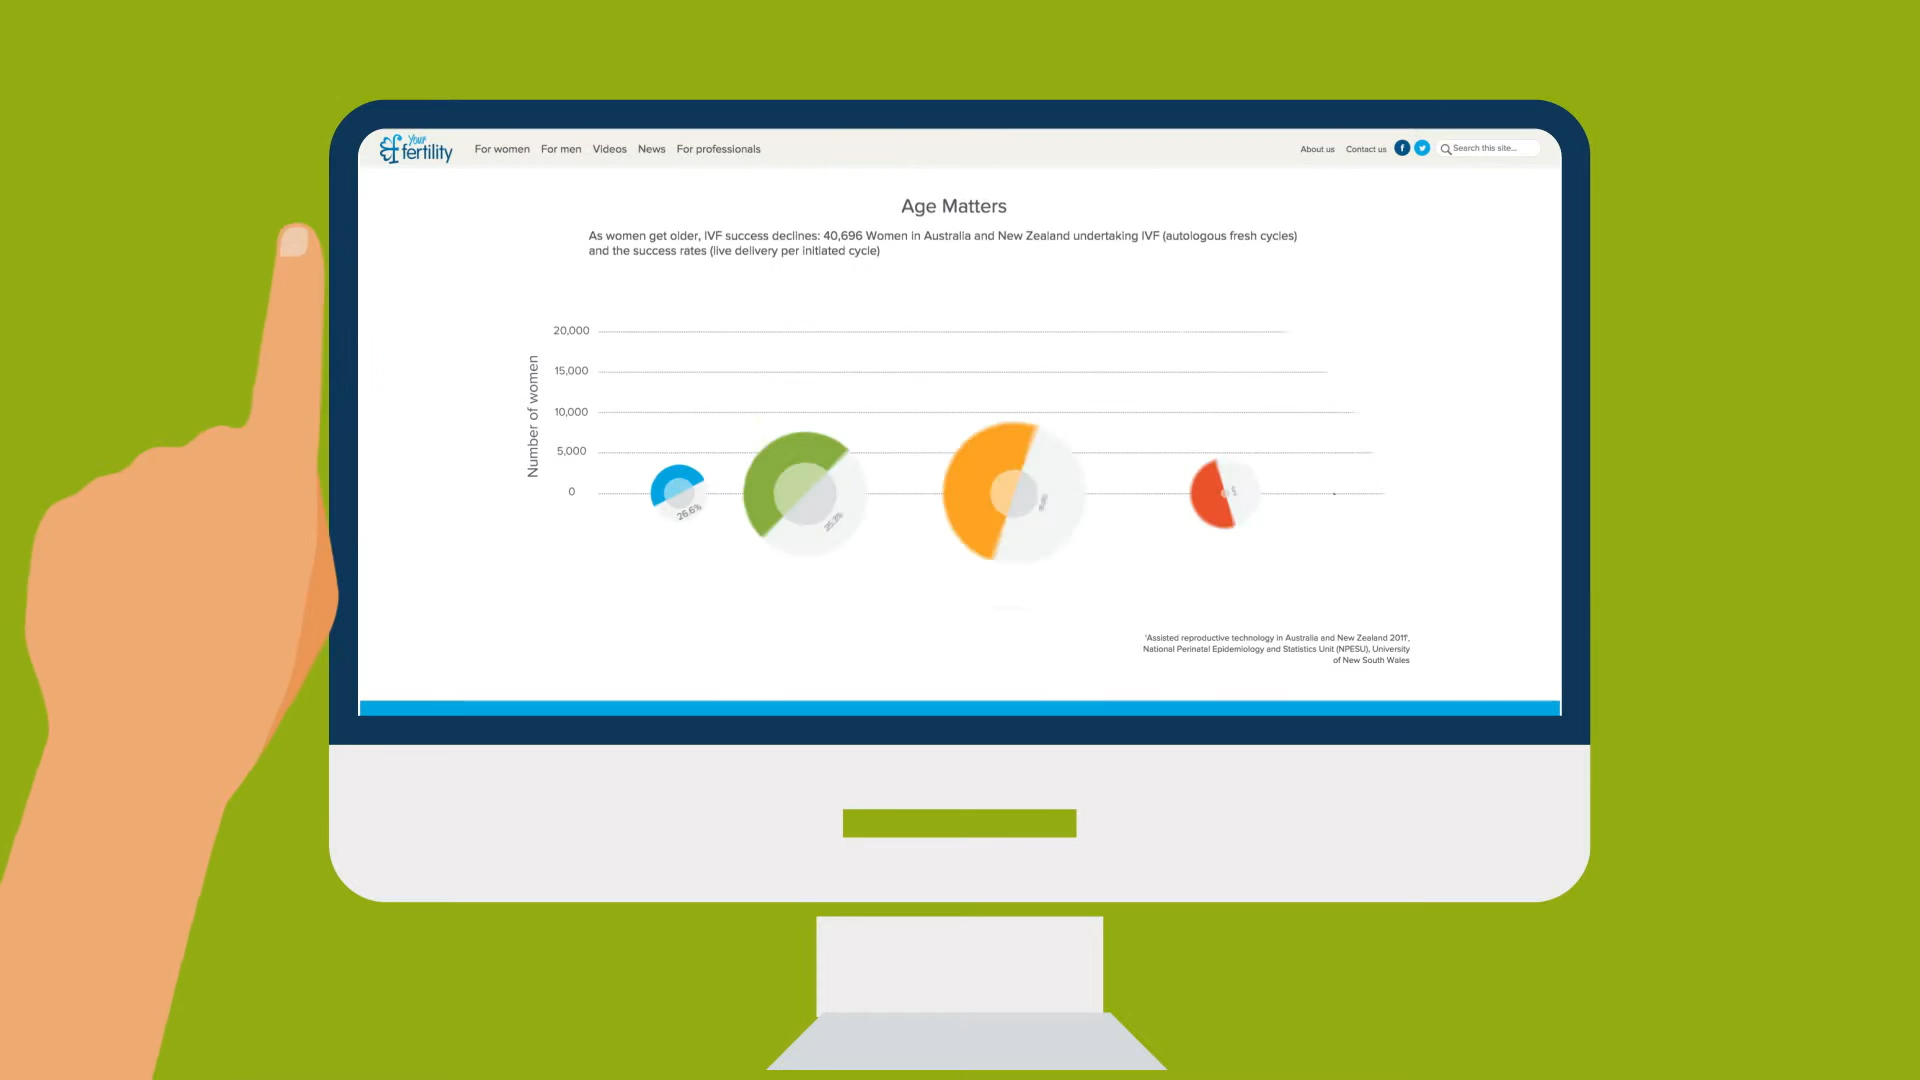 Your
fertility
For women For men Videos News For professionals
About us Contact us Search this site...
Age Matters
As women get older, IVF success declines: 40,696 Women in Australia and New Zealand undertaking IVF (autologous fresh cycles)
and the success rates (live delivery per initiated cycle)
Number of women
20,000
15,000
10,000
5,000
0
26.6%
25.3%
'Assisted reproductive technology in Australia and New Zealand 2011',
National Perinatal Epidemiology and Statistics Unit (NPESU), University
of New South Wales